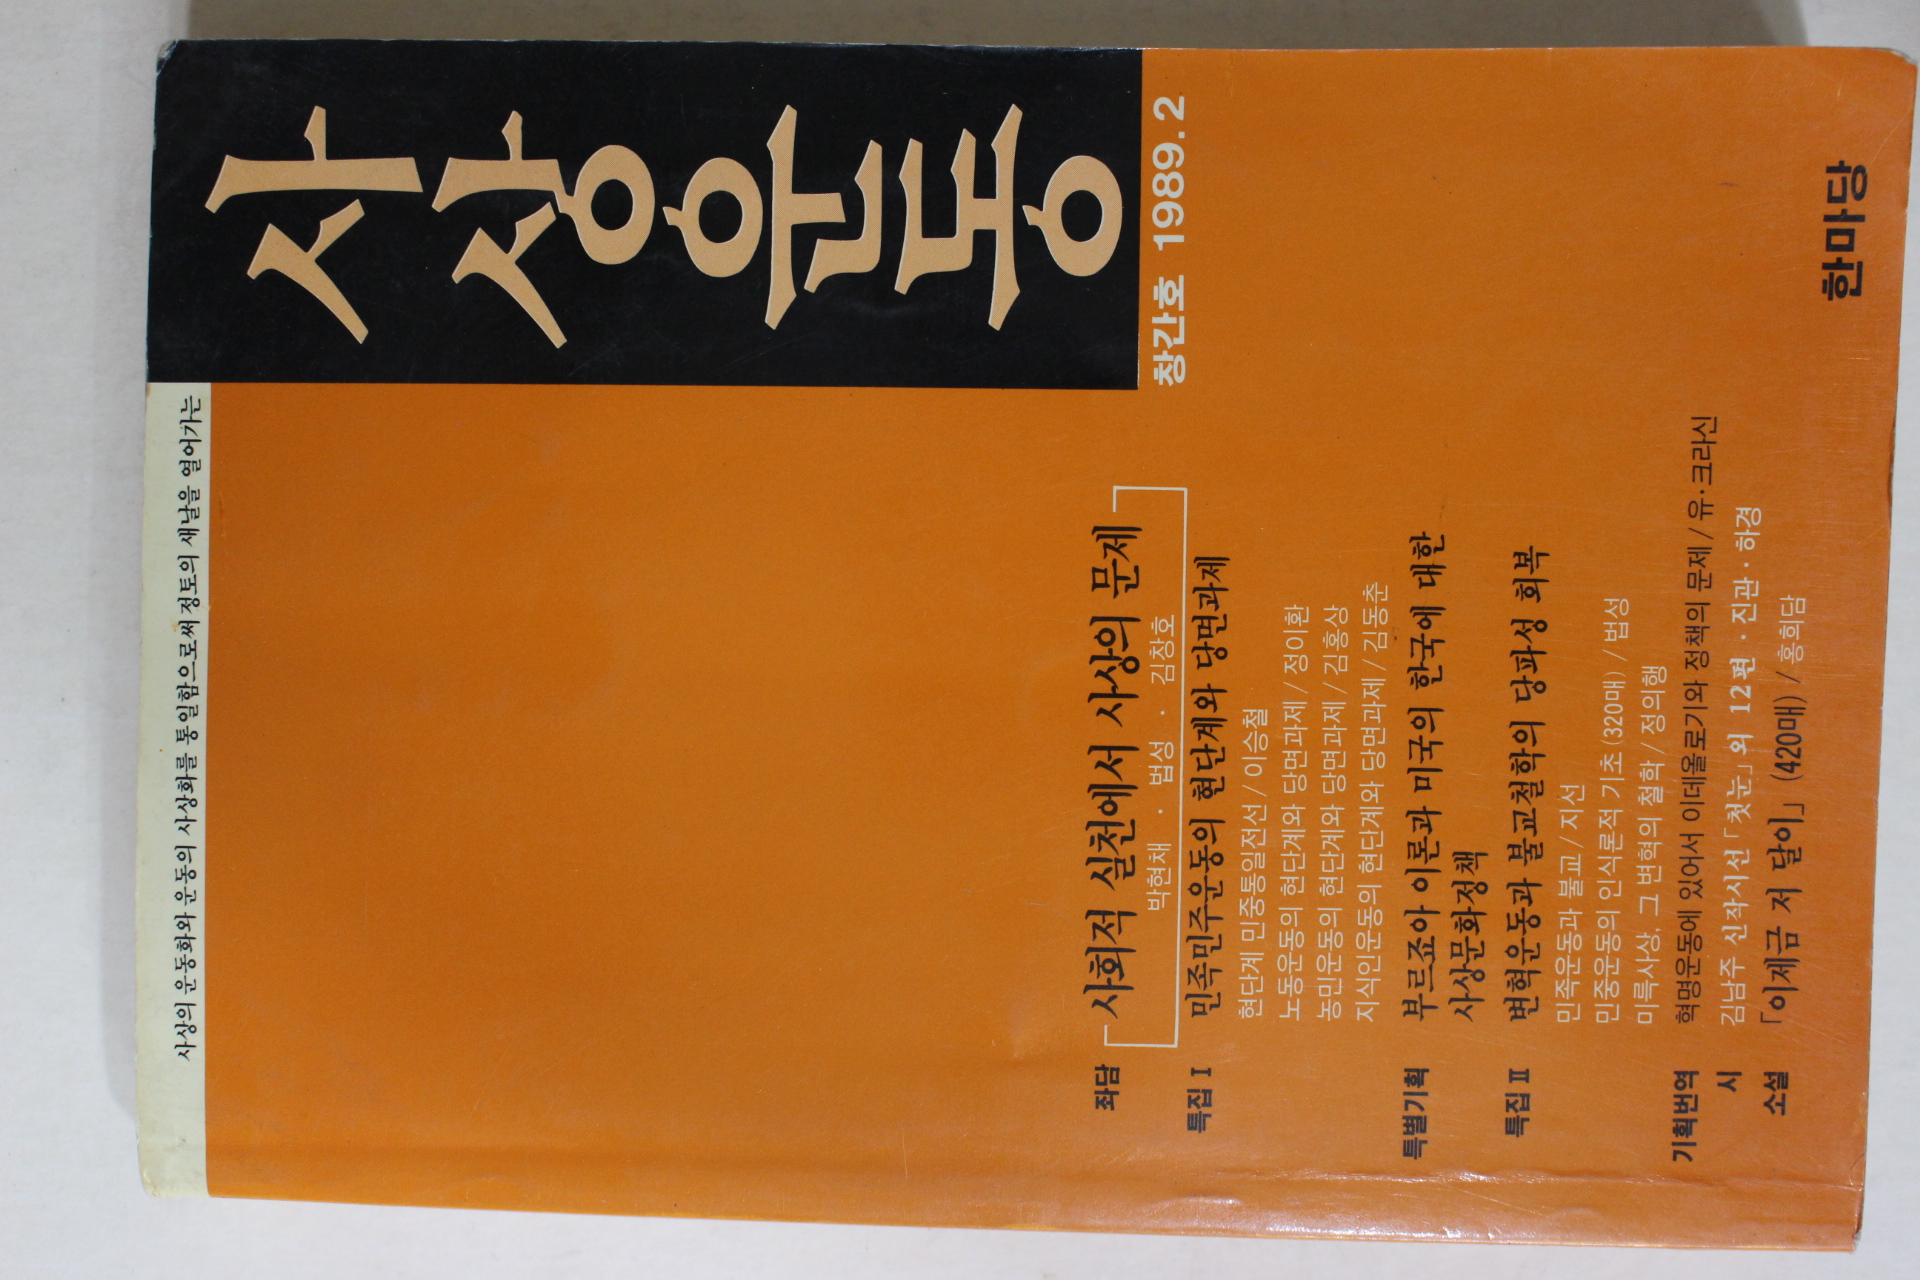 사상의 운동화와 운동의 사상화를 통일함으로써 정토의 새날을 열어가는
사상운동
창간호 1989. 2
좌담 사회적 실천에서 사상의 문제
박현채 · 법성 · 김창호
특집 I 민족민주운동의 현단계와 당면과제
현단계 민중통일전선 / 이승철
노동운동의 현단계와 당면과제 / 정이환
농민운동의 현단계와 당면과제 / 김홍상
지식인운동의 현단계와 당면과제 / 김동춘
특별기획 부르죠아 이론과 미국의 한국에 대한
사상문화정책
특집 II 변혁운동과 불교철학의 당파성 회복
민족운동과 불교 / 지선
민중운동의 인식론적 기초 (320매) / 법성
미륵사상, 그 변혁의 철학 / 정의행
기획번역 혁명운동에 있어서 이데올로기와 정책의 문제 / 유·크라신
시 김남주 신작시선 「첫눈」외 12편 · 진관 · 하경
소설 「이제금 저 달이」 (420매) / 홍희담
한마당